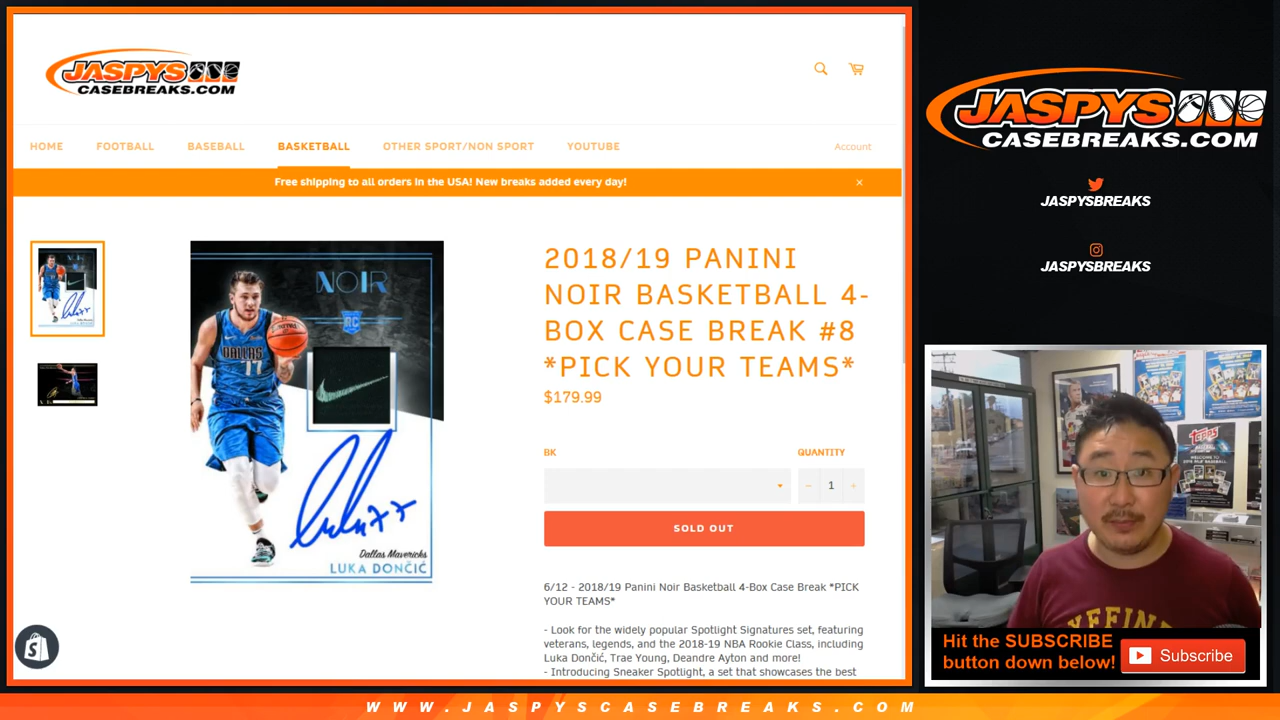 JASPYS
CASEBREAKS.COM
HOME
FOOTBALL
BASEBALL
BASKETBALL
OTHER SPORT/NON SPORT
YOUTUBE
Account
Free shipping to all orders in the USA! New breaks added every day!
×
NOIR
RC
DALLAS
77
Dallas Mavericks
LUKA DONČIĆ
2018/19 PANINI
NOIR BASKETBALL 4-
BOX CASE BREAK #8
*PICK YOUR TEAMS*
$179.99
BK
QUANTITY
− 1 +
SOLD OUT
6/12 - 2018/19 Panini Noir Basketball 4-Box Case Break *PICK
YOUR TEAMS*
- Look for the widely popular Spotlight Signatures set, featuring
veterans, legends, and the 2018-19 NBA Rookie Class, including
Luka Dončić, Trae Young, Deandre Ayton and more!
- Introducing Sneaker Spotlight, a set that showcases the best
JASPYS
CASEBREAKS.COM
JASPYSBREAKS
JASPYSBREAKS
topps
Hit the SUBSCRIBE
button down below!
Subscribe
WWW.JASPYSCASEBREAKS.COM